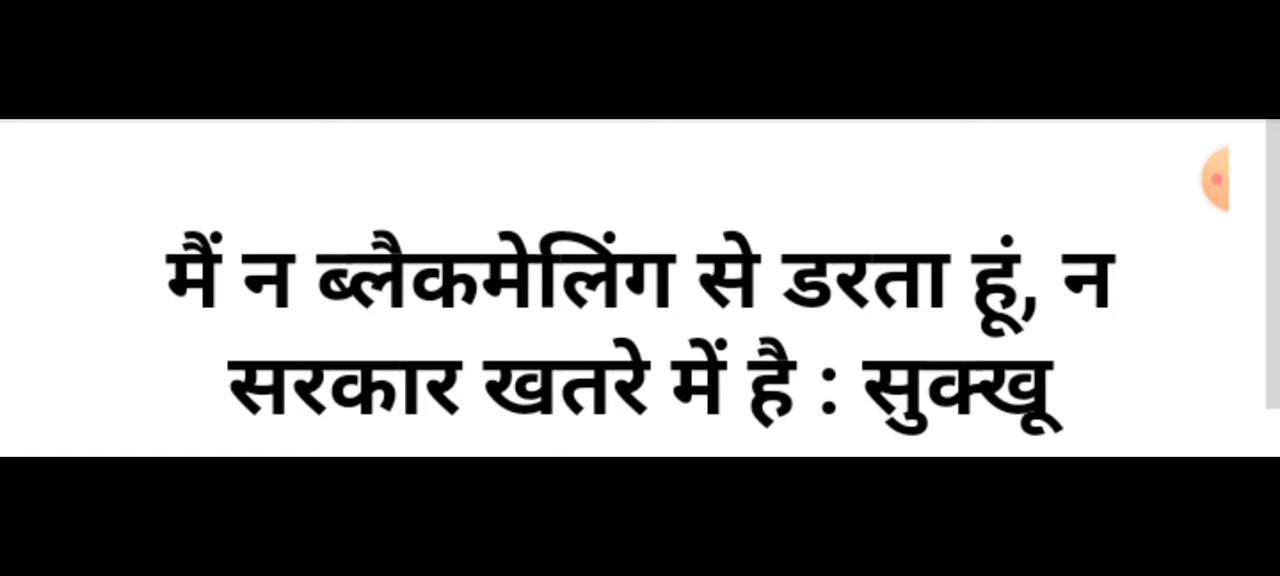 मैं न ब्लैकमेलिंग से डरता हूं, न
सरकार खतरे में है : सुक्खू